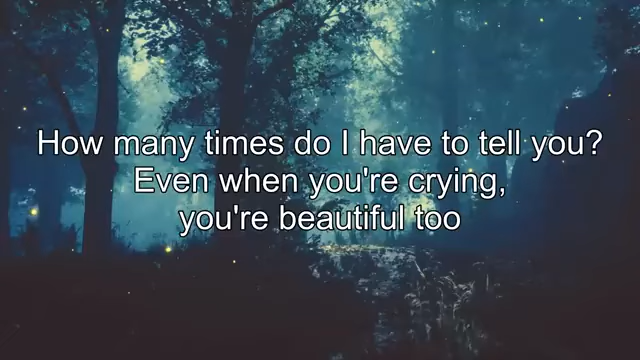 How many times do I have to tell you?
Even when you're crying,
you're beautiful too